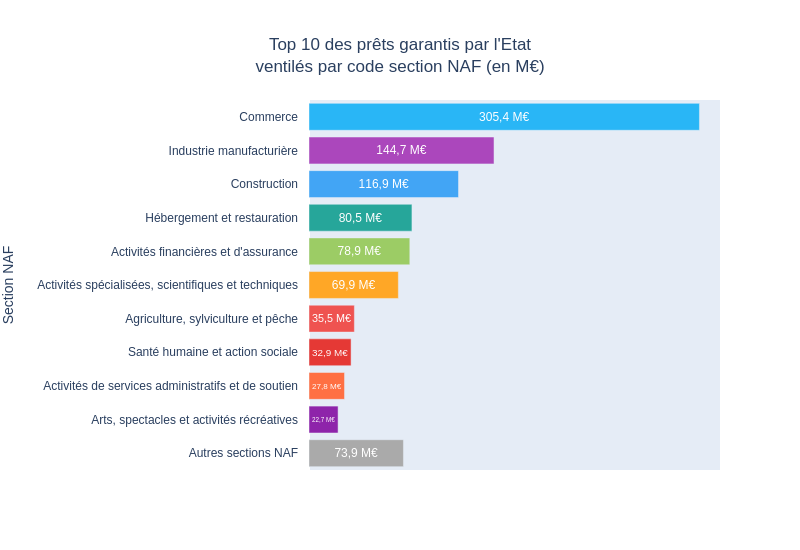 Top 10 des prêts garantis par l'Etat
ventilés par code section NAF (en M€)
Section NAF
Commerce 305,4 M€
Industrie manufacturière 144,7 M€
Construction 116,9 M€
Hébergement et restauration 80,5 M€
Activités financières et d'assurance 78,9 M€
Activités spécialisées, scientifiques et techniques 69,9 M€
Agriculture, sylviculture et pêche 35,5 M€
Santé humaine et action sociale 32,9 M€
Activités de services administratifs et de soutien 27,8 M€
Arts, spectacles et activités récréatives 22,7 M€
Autres sections NAF 73,9 M€